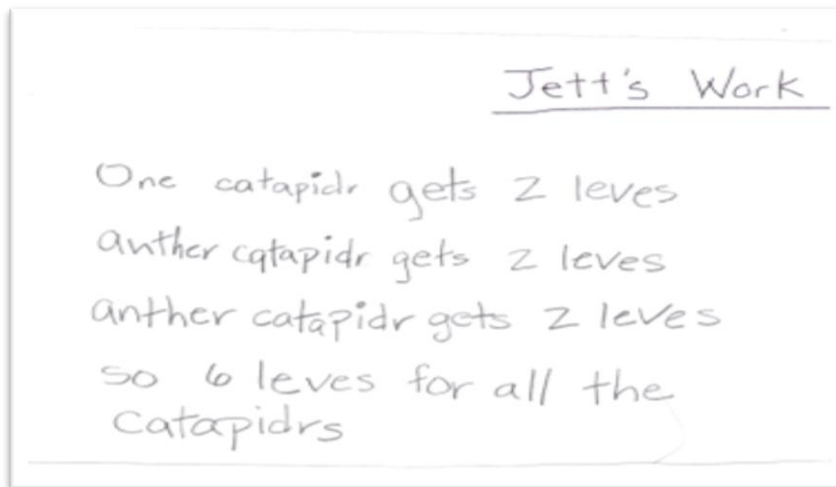 Jett's Work
One catapidr gets 2 leves
anther catapidr gets 2 leves
anther catapidr gets 2 leves
so 6 leves for all the
catapidrs